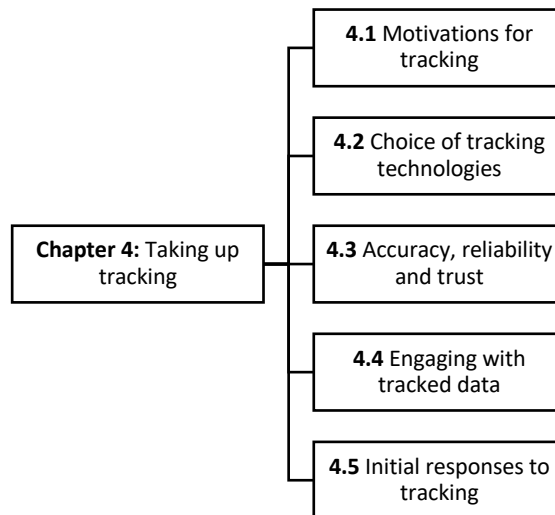 4.1 Motivations for
tracking
4.2 Choice of tracking
technologies
Chapter 4: Taking up
tracking
4.3 Accuracy, reliability
and trust
4.4 Engaging with
tracked data
4.5 Initial responses to
tracking